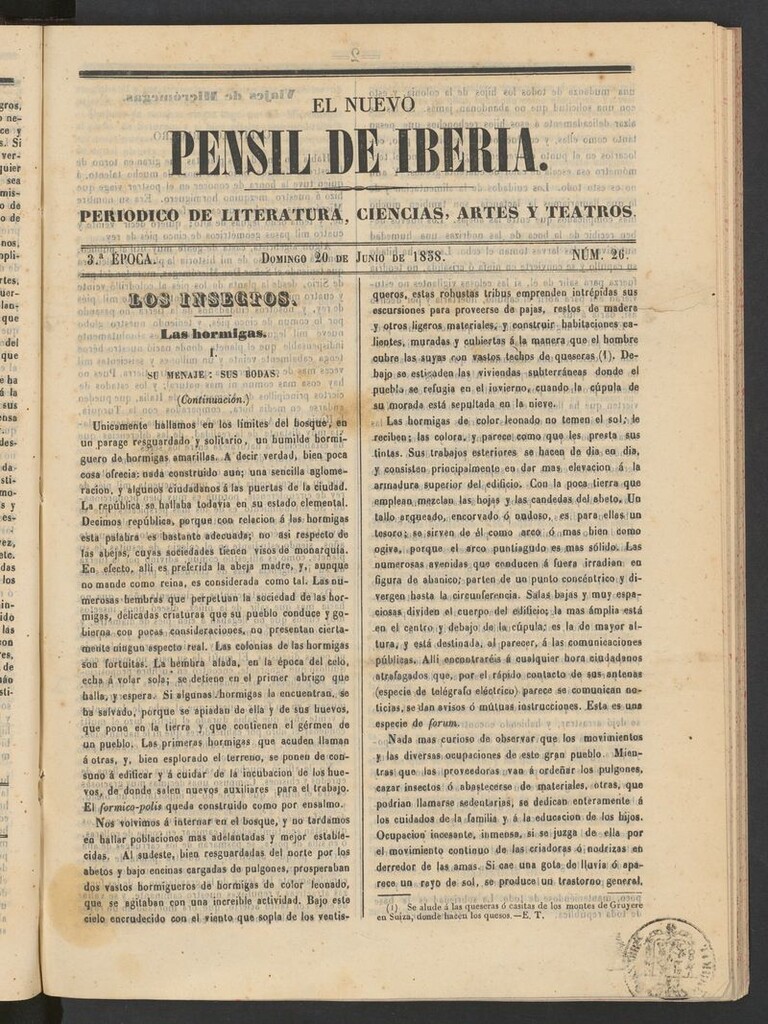 EL NUEVO
PENSIL DE IBERIA.
PERIODICO DE LITERATURA, CIENCIAS, ARTES Y TEATROS.
3.ª EPOCA.
DOMINGO 20 DE JUNIO DE 1858.
NÚM. 26.
LOS INSECTOS.
Las hormigas.
I.
SU MENAJE: SUS BODAS.
(Continuacion.)
Unicamente hallamos en los límites del bosque, en
un parage resguardado y solitario, un humilde hormi-
guero de hormigas amarillas. A decir verdad, bien poca
cosa ofrecia: nada construido aun; una sencilla aglome-
racion, y algunos ciudadanos á las puertas de la ciudad.
La república se hallaba todavia en su estado elemental.
Decimos república, porque con relacion á las hormigas
esta palabra es bastante adecuada; no asi respecto de
las abejas, cuyas sociedades tienen visos de monarquía.
En efecto, alli es preferida la abeja madre, y, aunque
no mande como reina, es considerada como tal. Las nu-
merosas hembras que perpetuan la sociedad de las hor-
migas, delicadas criaturas que su pueblo conduce y go-
bierna con pocas consideraciones, no presentan cierta-
mente ningun aspecto real. Las colonias de las hormigas
son fortuitas. La hembra alada, en la época del celo,
echa á volar sola; se detiene en el primer abrigo que
halla, y espera. Si algunas hormigas la encuentran, se
ha salvado, porque se apiadan de ella y de sus huevos,
que pone en la tierra y que contienen el gérmen de
un pueblo. Las primeras hormigas que acuden llaman
á otras, y, bien esplorado el terreno, se ponen de con-
suno á edificar y á cuidar de la incubacion de los hue-
vos, de donde salen nuevos auxiliares para el trabajo.
El formico-polis queda construido como por ensalmo.
Nos volvimos á internar en el bosque, y no tardamos
en hallar poblaciones mas adelantadas y mejor estable-
cidas. Al sudeste, bien resguardadas del norte por los
abetos y bajo encinas cargadas de pulgones, prosperaban
dos vastos hormigueros de hormigas de color leonado,
que se agitaban con una increible actividad. Bajo este
cielo encrudecido con el viento que sopla de los ventis-
queros, estas robustas tribus emprenden intrépidas sus
escursiones para proveerse de pajas, restos de madera
y otros ligeros materiales, y construir habitaciones ca-
lientes, muradas y cubiertas á la manera que el hombre
cubre las suyas con vastos techos de queseras (1). De-
bajo se estienden las viviendas subterráneas donde el
pueblo se refugia en el invierno, cuando la cúpula de
su morada está sepultada en la nieve.
Las hormigas de color leonado no temen el sol; le
reciben; las colora, y parece como que les presta sus
tintas. Sus trabajos esteriores se hacen de dia en dia,
y consisten principalmente en dar mas elevacion á la
armadura superior del edificio. Con la poca tierra que
emplean mezclan las hojas y las candedas del abeto. Un
tallo arqueado, encorvado ó nudoso, es para ellas un
tesoro; se sirven de él como arco ó mas bien como
ogiva, porque el arco puntiagudo es mas sólido. Las
numerosas avenidas que conducen á fuera irradian en
figura de abanico; parten de un punto concéntrico y di-
vergen hasta la circunferencia. Salas bajas y muy espa-
ciosas dividen el cuerpo del edificio; la mas ámplia está
en el centro y debajo de la cúpula; es la de mayor al-
tura, y está destinada, al parecer, á las comunicaciones
públicas. Alli encontraréis á cualquier hora ciudadanos
atrafagados que, por el rápido contacto de sus antenas
(especie de telégrafo eléctrico) parece se comunican no-
ticias, se dan avisos ó mútuas instrucciones. Esta es una
especie de forum.
Nada mas curioso de observar que los movimientos
y las diversas ocupaciones de este gran pueblo. Mien-
tras que las proveedoras van á ordeñar los pulgones,
cazar insectos ó abastecerse de materiales, otras, que
podrian llamarse sedentarias, se dedican enteramente á
los cuidados de la familia y á la educacion de los hijos.
Ocupacion incesante, inmensa, si se juzga de ella por
el movimiento continuo de las criadoras ó nodrizas en
derredor de las amas. Si cae una gota de lluvia ó apa-
rece un rayo de sol, se produce un trastorno general,
(1) Se alude á las queseras ó casitas de los montes de Gruyere
en Suiza, donde hacen los quesos.—E. T.